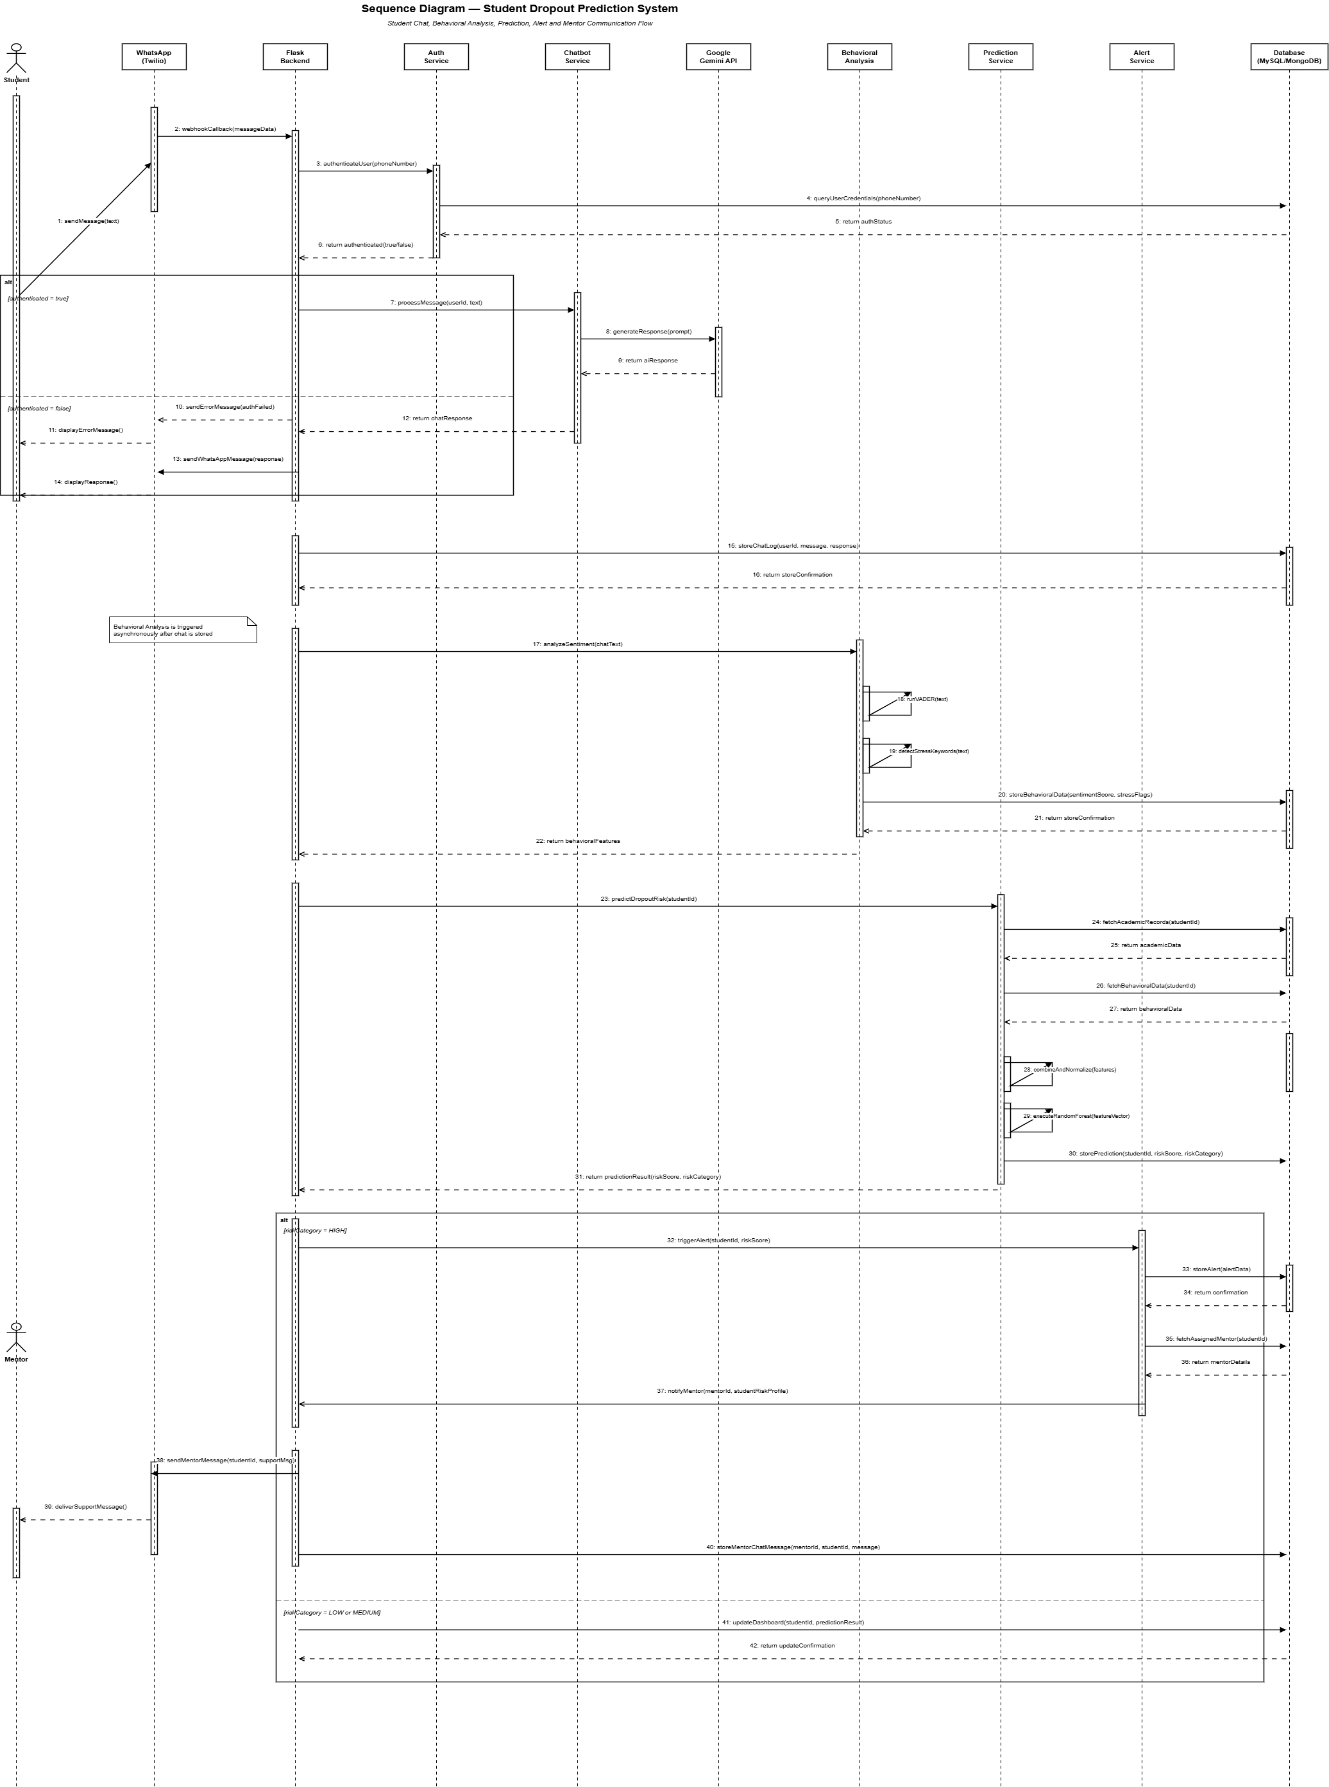 Sequence Diagram — Student Dropout Prediction System
Student Chat, Behavioral Analysis, Prediction, Alert and Mentor Communication Flow
Student
WhatsApp
(Twilio)
Flask
Backend
Auth
Service
Chatbot
Service
Google
Gemini API
Behavioral
Analysis
Prediction
Service
Alert
Service
Database
(MySQL/MongoDB)
2: webhookCallback(messageData)
3: authenticateUser(phoneNumber)
4: queryUserCredentials(phoneNumber)
1: sendMessage(text)
5: return authStatus
6: return authenticated(true/false)
alt
[authenticated = true]
7: processMessage(userId, text)
8: generateResponse(prompt)
9: return aiResponse
[authenticated = false]
10: sendErrorMessage(authFailed)
12: return chatResponse
11: displayErrorMessage()
13: sendWhatsAppMessage(response)
14: displayResponse()
15: storeChatLog(userId, message, response)
16: return storeConfirmation
Behavioral Analysis is triggered
asynchronously after chat is stored
17: analyzeSentiment(chatText)
18: runVADER(text)
19: detectStressKeywords(text)
20: storeBehavioralData(sentimentScore, stressFlags)
21: return storeConfirmation
22: return behavioralFeatures
23: predictDropoutRisk(studentId)
24: fetchAcademicRecords(studentId)
25: return academicData
26: fetchBehavioralData(studentId)
27: return behavioralData
28: combineAndNormalize(features)
29: executeRandomForest(featureVector)
30: storePrediction(studentId, riskScore, riskCategory)
31: return predictionResult(riskScore, riskCategory)
alt
[riskCategory = HIGH]
32: triggerAlert(studentId, riskScore)
33: storeAlert(alertData)
34: return confirmation
35: fetchAssignedMentor(studentId)
Mentor
36: return mentorDetails
37: notifyMentor(mentorId, studentRiskProfile)
38: sendMentorMessage(studentId, supportMsg)
39: deliverSupportMessage()
40: storeMentorChatMessage(mentorId, studentId, message)
[riskCategory = LOW or MEDIUM]
41: updateDashboard(studentId, predictionResult)
42: return updateConfirmation